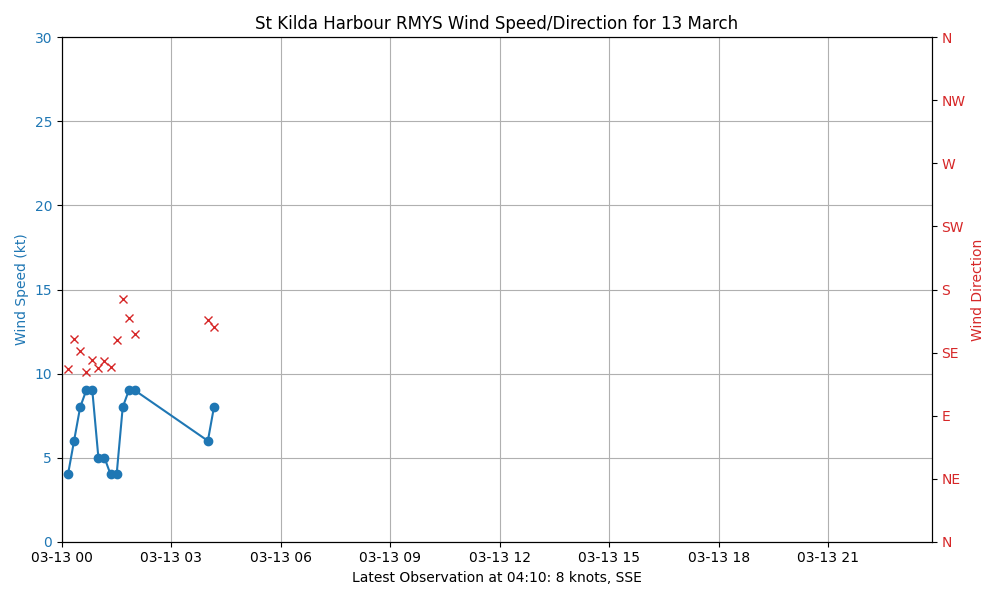 St Kilda Harbour RMYS Wind Speed/Direction for 13 March
30
25
20
15
10
5
0
Wind Speed (kt)
N
NW
W
SW
S
SE
E
NE
N
Wind Direction
03-13 00
03-13 03
03-13 06
03-13 09
03-13 12
03-13 15
03-13 18
03-13 21
Latest Observation at 04:10: 8 knots, SSE